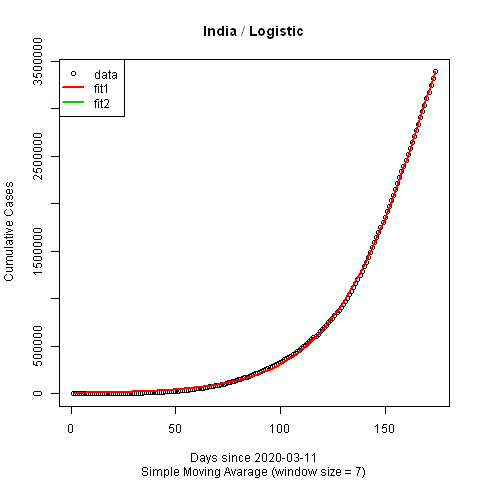 India / Logistic
data
fit1
fit2
3500000
2500000
1500000
500000
0
Cumulative Cases
0 50 100 150
Days since 2020-03-11
Simple Moving Avarage (window size = 7)